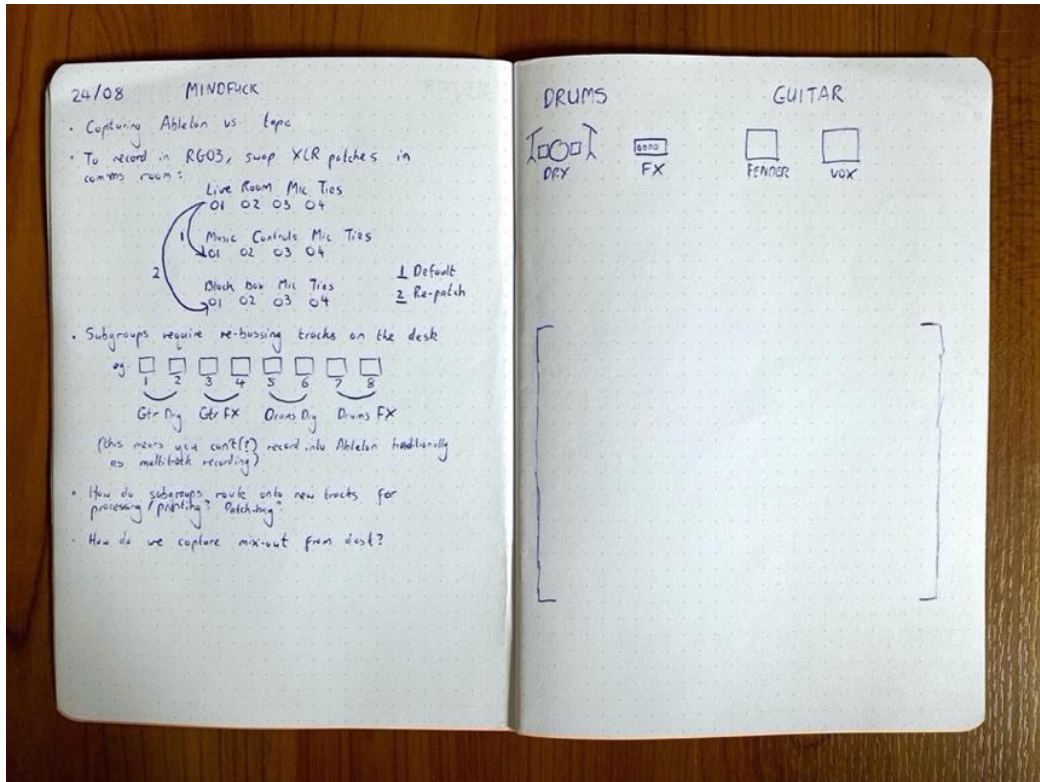 24/08 MINDFUCK
· Capturing Ableton vs. tape
· To record in RG03, swap XLR patches in
comms room:
Live Room Mic Ties
01 02 03 04
1
Music Controls Mic Ties
01 02 03 04
2
Black Box Mic Ties
01 02 03 04
1 Default
2 Re-patch
· Subgroups require re-bussing tracks on the desk
eg.
1 2 3 4 5 6 7 8
Gtr Dry Gtr FX Drums Dry Drums FX
(this means you can't(?) record into Ableton traditionally
as multitrack recording)
· How do subgroups route onto new tracks for
processing/printing? Patch-bay?
· How do we capture mix-out from desk?
DRUMS GUITAR
DRY FX FENDER VOX